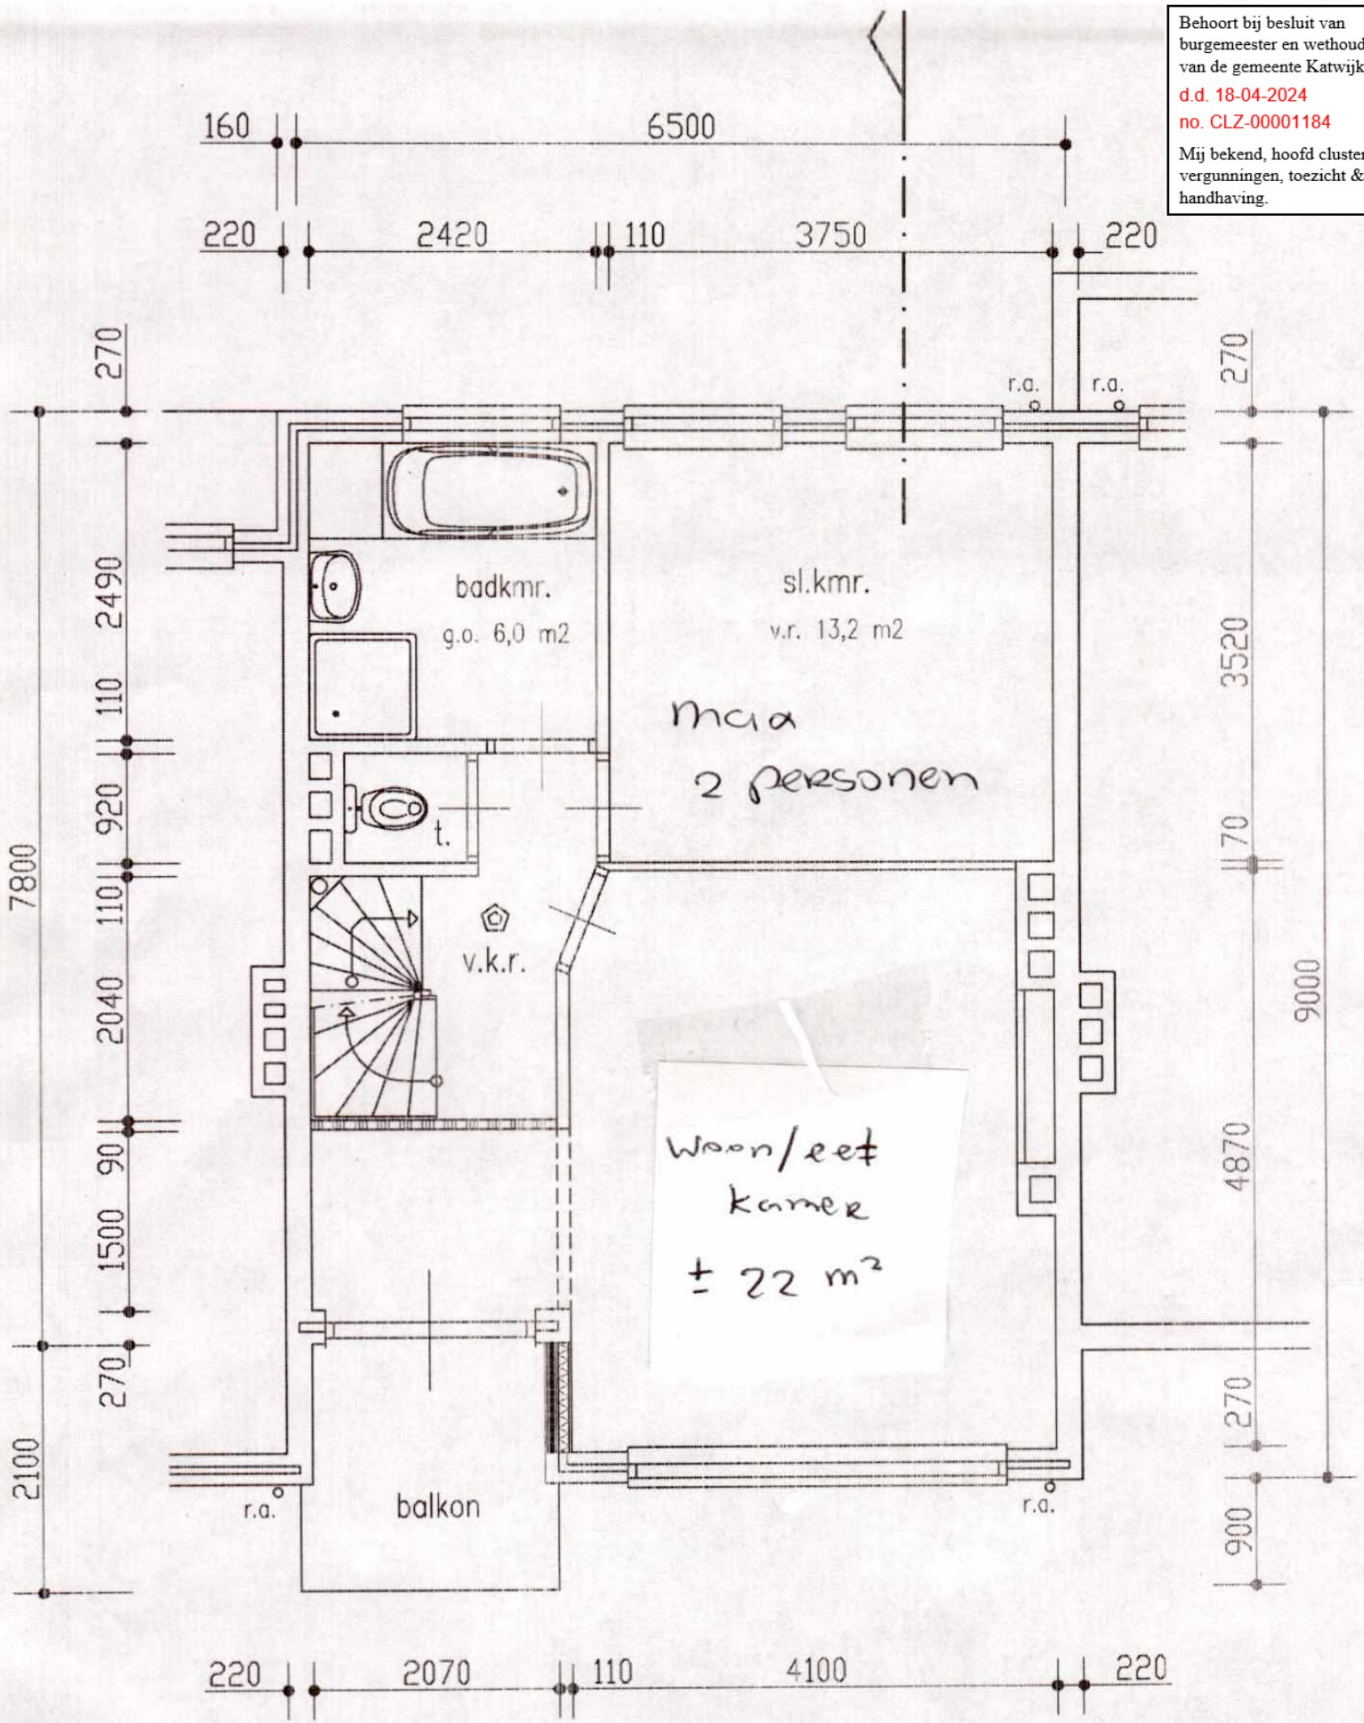 Behoort bij besluit van
burgemeester en wethoud
van de gemeente Katwijk
d.d. 18-04-2024
no. CLZ-00001184
Mij bekend, hoofd cluster
vergunningen, toezicht &
handhaving.
160 6500
220 2420 110 3750 220
270
270
r.a. r.a.
2490
badkmr.
g.o. 6,0 m2
sl.kmr.
v.r. 13,2 m2
3520
110
2 personen
920
t.
70
7800
110
v.k.r.
2040
9000
90
woon/eet
kamer
± 22 m²
4870
1500
270
270
2100
r.a.
balkon
r.a.
900
220 2070 110 4100 220